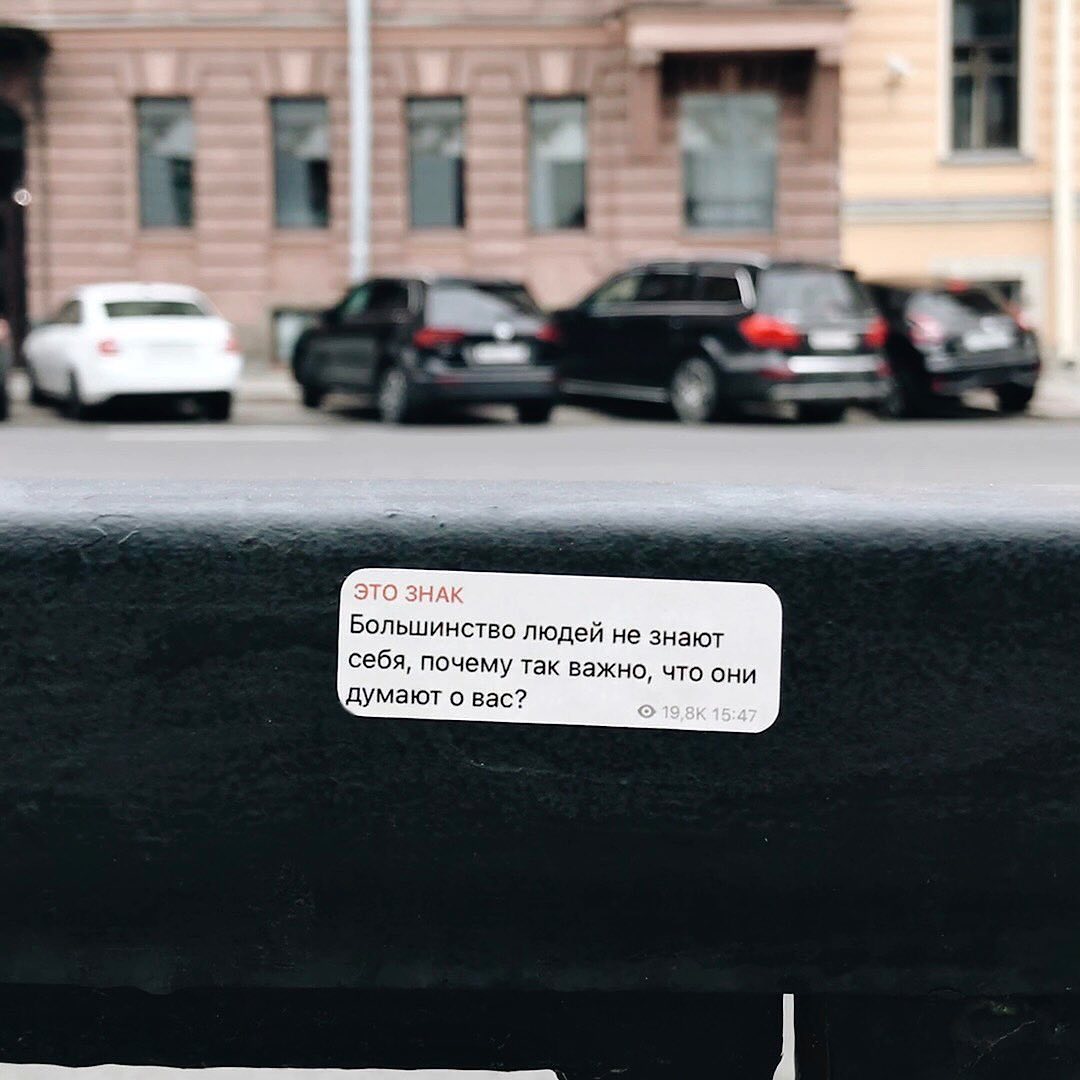 ЭТО ЗНАК
Большинство людей не знают
себя, почему так важно, что они
думают о вас?
19,8K 15:47